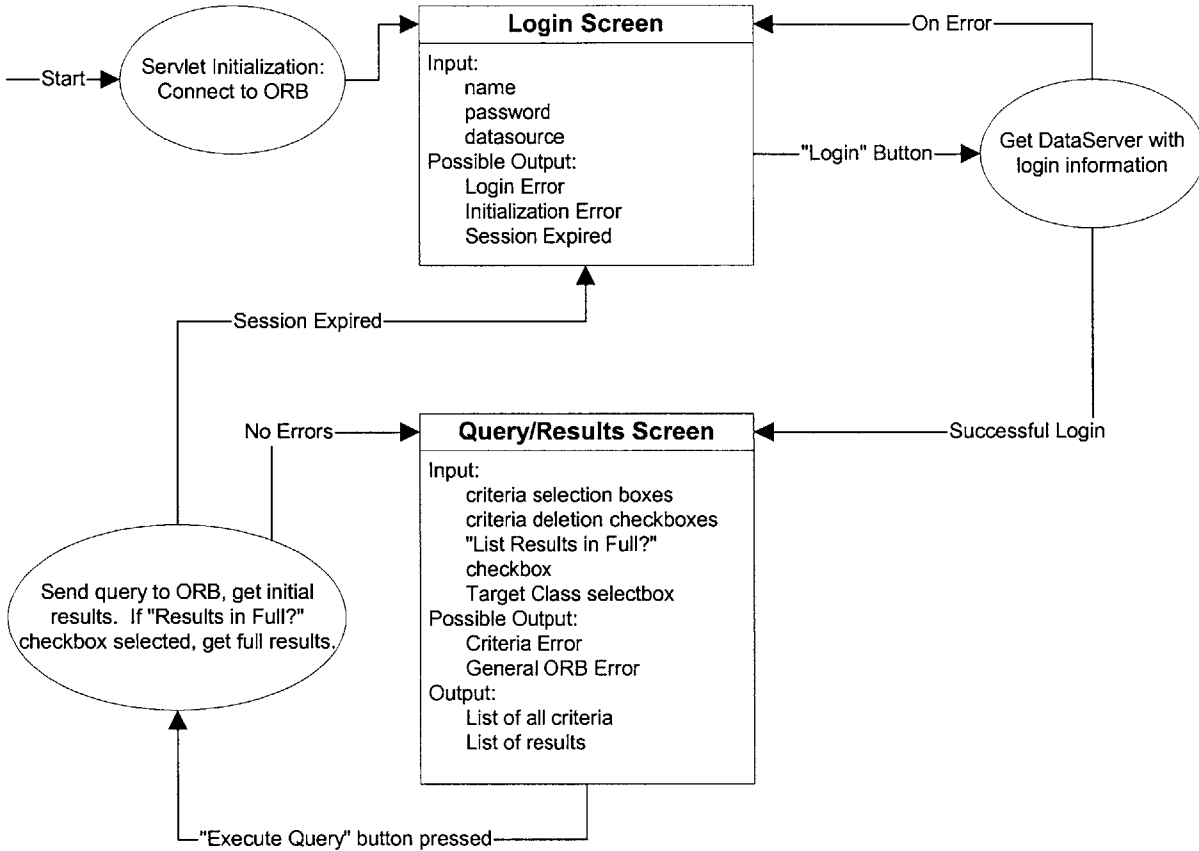 Login Screen
On Error
Start
Servlet Initialization:
Connect to ORB
Input:
name
password
datasource
Possible Output:
Login Error
Initialization Error
Session Expired
"Login" Button
Get DataServer with
login information
Session Expired
No Errors
Query/Results Screen
Successful Login
Input:
criteria selection boxes
criteria deletion checkboxes
"List Results in Full?"
checkbox
Target Class selectbox
Possible Output:
Criteria Error
General ORB Error
Output:
List of all criteria
List of results
Send query to ORB, get initial
results. If "Results in Full?"
checkbox selected, get full results.
"Execute Query" button pressed